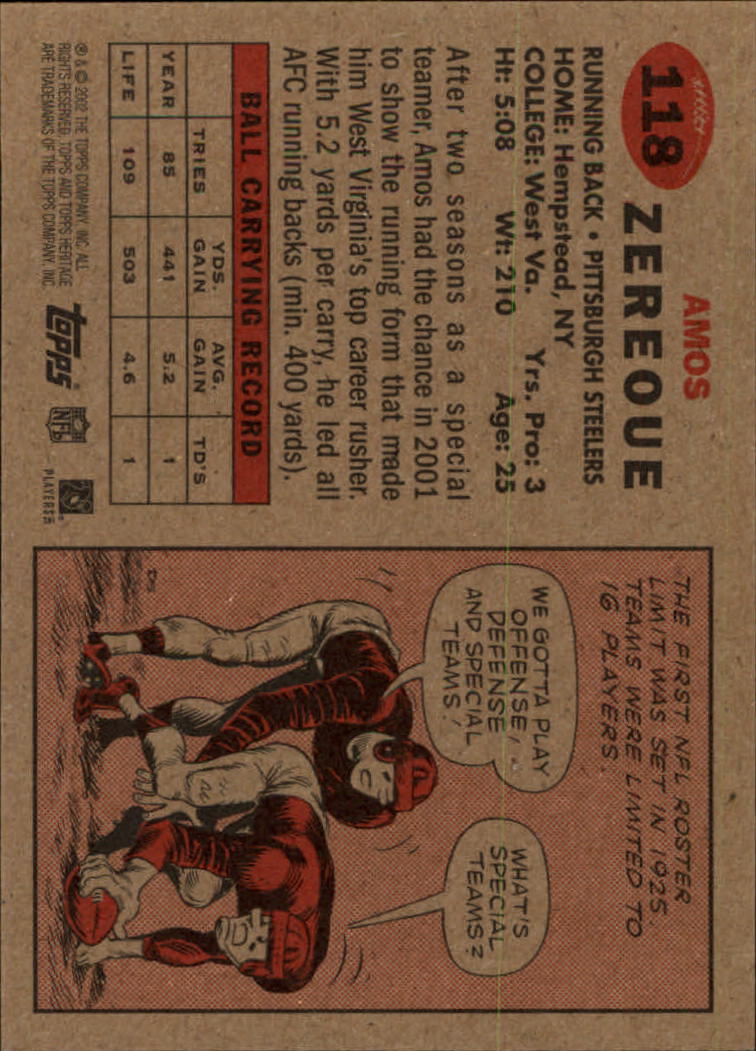 118
AMOS
ZEREOUE
RUNNING BACK • PITTSBURGH STEELERS
HOME: Hempstead, NY
COLLEGE: West Va. Yrs. Pro: 3
Ht: 5:08 Wt: 210 Age: 25
After two seasons as a special
teamer, Amos had the chance in 2001
to show the running form that made
him West Virginia's top career rusher.
With 5.2 yards per carry, he led all
AFC running backs (min. 400 yards).
BALL CARRYING RECORD
TRIES YDS. GAIN AVG. GAIN TD'S
YEAR 85 441 5.2 1
LIFE 109 503 4.6 1
® & © 2002 THE TOPPS COMPANY, INC. ALL
RIGHTS RESERVED. TOPPS AND TOPPS HERITAGE
ARE TRADEMARKS OF THE TOPPS COMPANY, INC.
Topps
NFL
PLAYERS INC
THE FIRST NFL ROSTER
LIMIT WAS SET IN 1925.
TEAMS WERE LIMITED TO
16 PLAYERS.
WE GOTTA PLAY
OFFENSE,
DEFENSE
AND SPECIAL
TEAMS!
WHAT'S
SPECIAL
TEAMS?